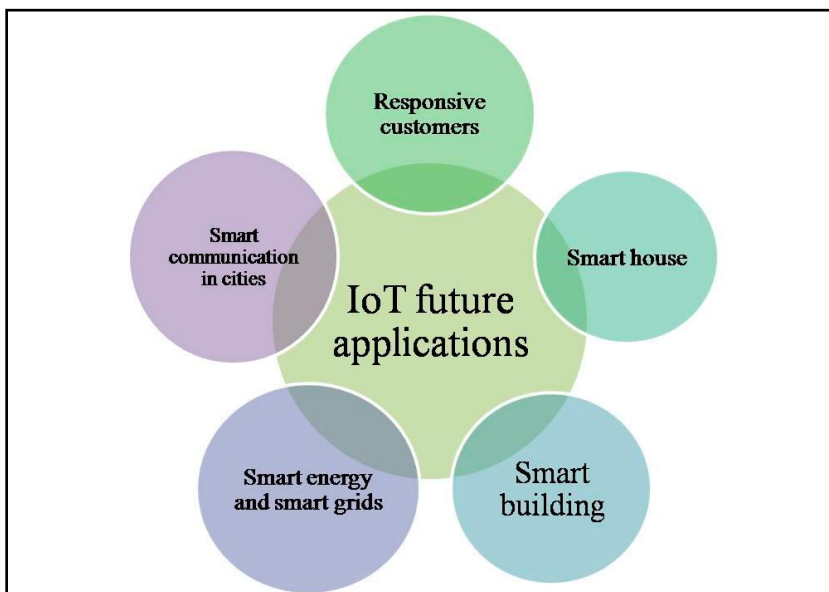 Responsive
customers
Smart
communication
in cities
Smart house
IoT future
applications
Smart energy
and smart grids
Smart
building